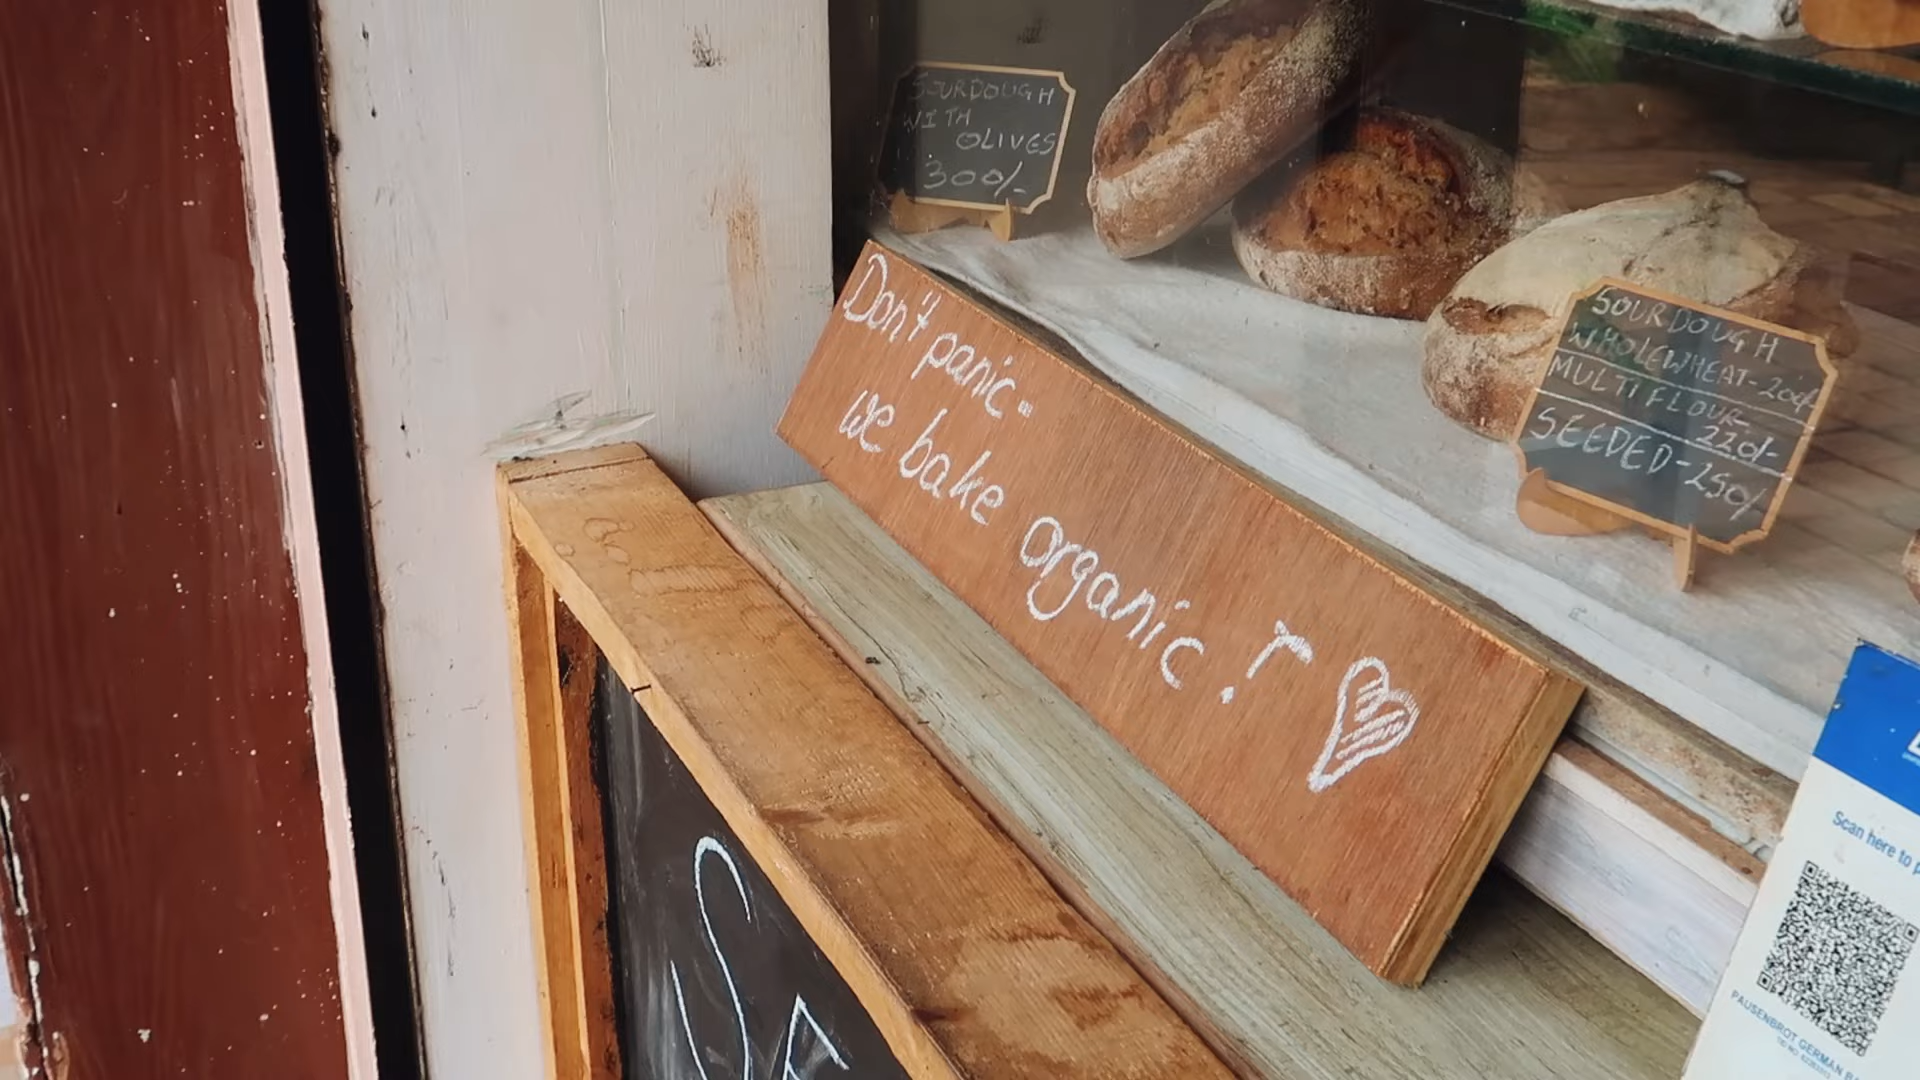 SOURDOUGH
WITH
OLIVES
300/-
Don't panic-
we bake organic!
SOURDOUGH
WHOLEWHEAT-200/-
MULTIFLOUR-
220/-
SEEDED-250/-
Scan here to
PAUSENBROT GERMAN